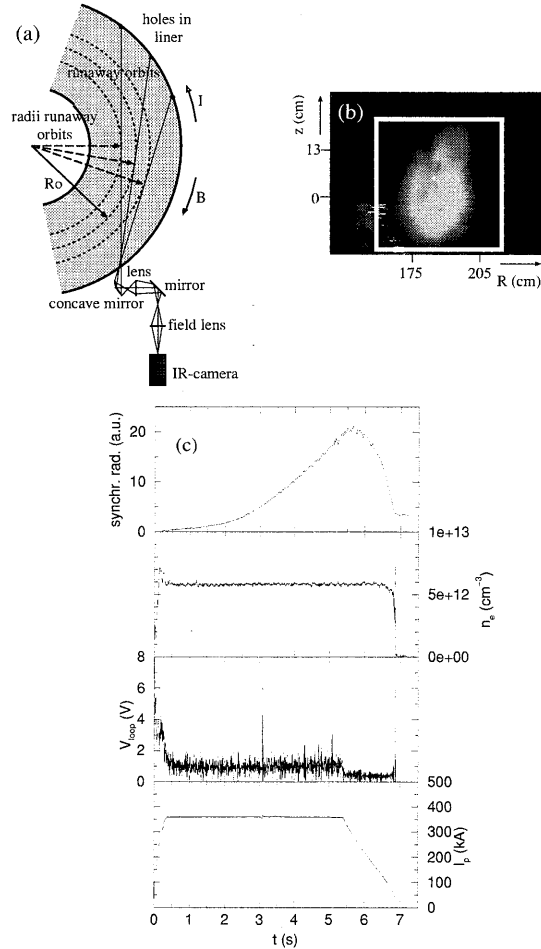 (a)
holes in
liner
runaway orbits
I
radii runaway
orbits
Ro
B
lens
mirror
concave mirror
field lens
IR-camera
(b)
z (cm)
13
0
175 205
R (cm)
(c)
synchr. rad. (a.u.)
20
10
0
1e+13
5e+12
0e+00
n_e (cm^-3)
8
6
4
2
0
V_loop (V)
500
400
300
200
100
0
I_p (kA)
0 1 2 3 4 5 6 7
t (s)